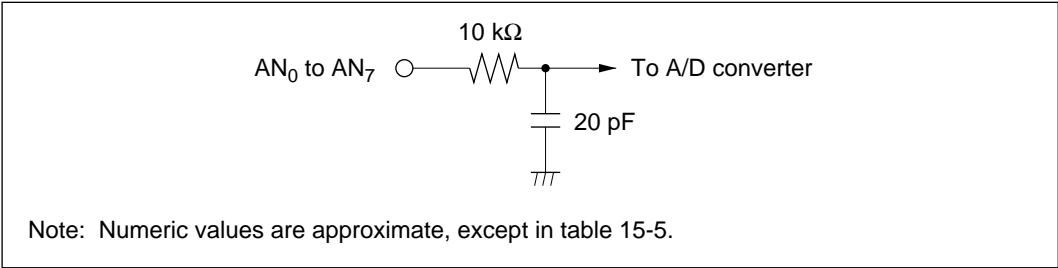 10 kΩ
AN0 to AN7 To A/D converter
20 pF
Note: Numeric values are approximate, except in table 15-5.